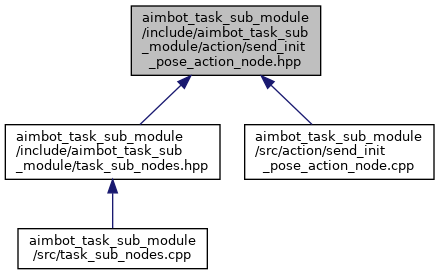 aimbot_task_sub_module
/include/aimbot_task_sub
_module/action/send_init
_pose_action_node.hpp
aimbot_task_sub_module
/include/aimbot_task_sub
_module/task_sub_nodes.hpp
aimbot_task_sub_module
/src/action/send_init
_pose_action_node.cpp
aimbot_task_sub_module
/src/task_sub_nodes.cpp